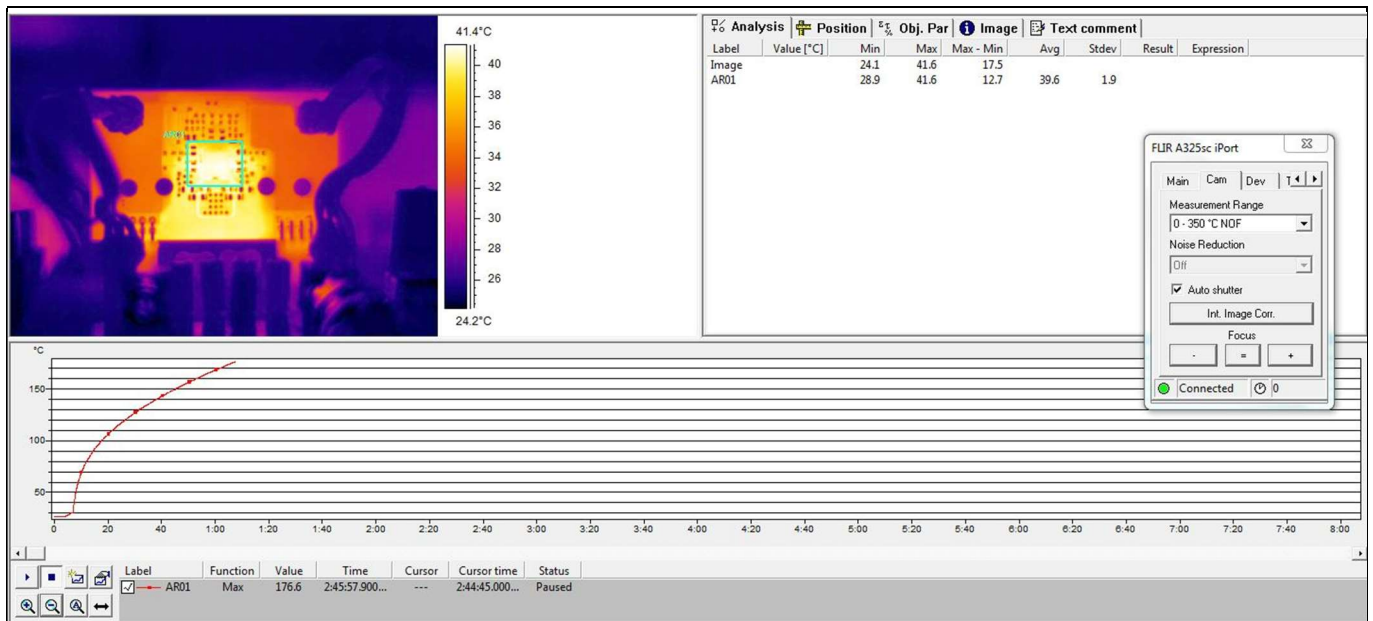 41.4°C
40
38
36
34
32
30
28
26
24.2°C
AR01
Analysis Position Obj. Par Image Text comment
Label Value [°C] Min Max Max - Min Avg Stdev Result Expression
Image 24.1 41.6 17.5
AR01 28.9 41.6 12.7 39.6 1.9
FLIR A325sc iPort
Main Cam Dev
Measurement Range
0 - 350 °C NOF
Noise Reduction
Off
Auto shutter
Int. Image Corr.
Focus
- = +
Connected 0
°C
150
100
50
0 20 40 1:00 1:20 1:40 2:00 2:20 2:40 3:00 3:20 3:40 4:00 4:20 4:40 5:00 5:20 5:40 6:00 6:20 6:40 7:00 7:20 7:40 8:00
Label Function Value Time Cursor Cursor time Status
AR01 Max 176.6 2:45:57.900... --- 2:44:45.000... Paused